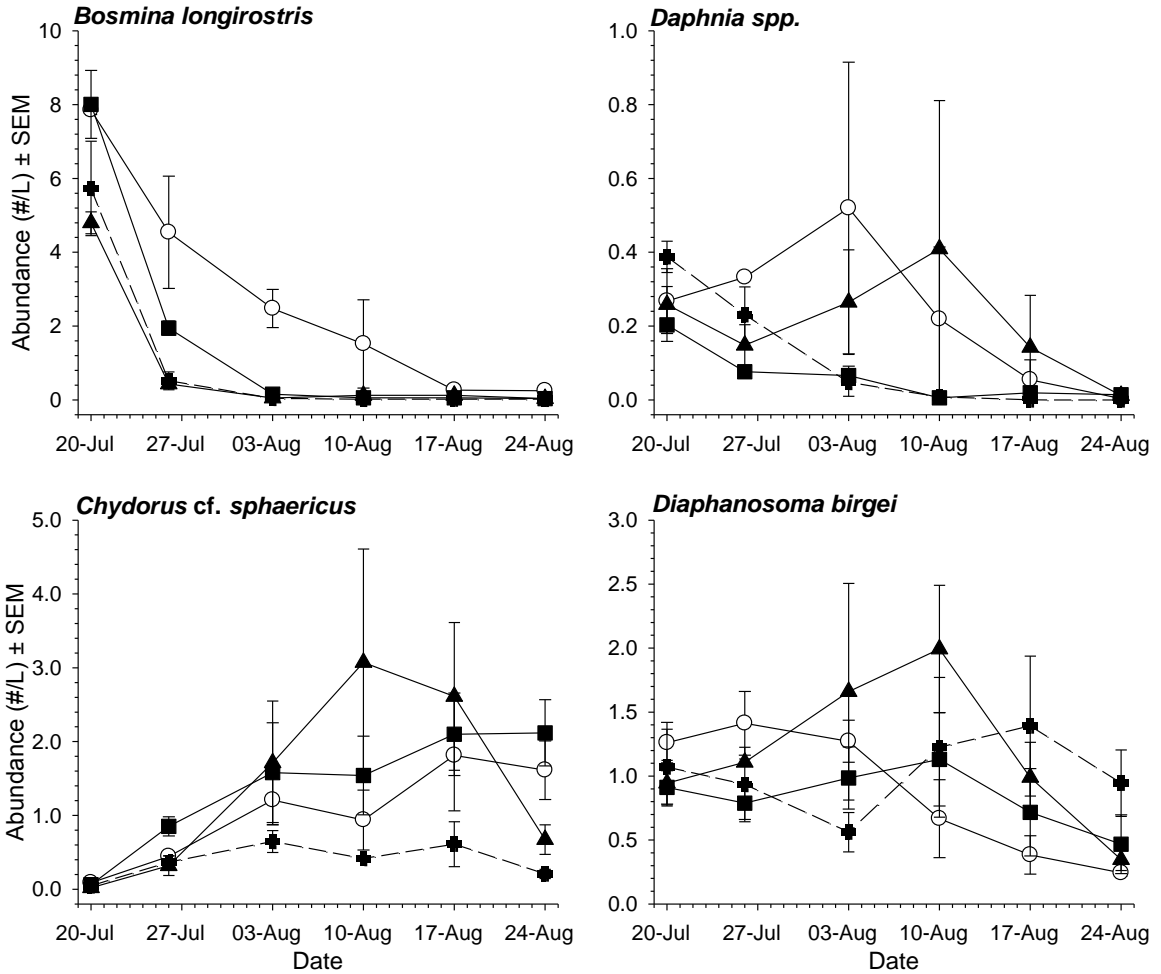 Bosmina longirostris
Abundance (#/L) ± SEM
10
8
6
4
2
0
20-Jul 27-Jul 03-Aug 10-Aug 17-Aug 24-Aug
Daphnia spp.
1.0
0.8
0.6
0.4
0.2
0.0
20-Jul 27-Jul 03-Aug 10-Aug 17-Aug 24-Aug
Chydorus cf. sphaericus
Abundance (#/L) ± SEM
5.0
4.0
3.0
2.0
1.0
0.0
20-Jul 27-Jul 03-Aug 10-Aug 17-Aug 24-Aug
Date
Diaphanosoma birgei
3.0
2.5
2.0
1.5
1.0
0.5
0.0
20-Jul 27-Jul 03-Aug 10-Aug 17-Aug 24-Aug
Date